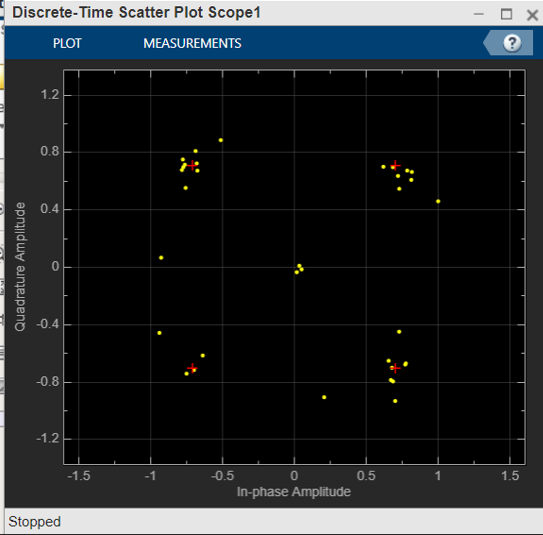 Discrete-Time Scatter Plot Scope1
PLOT MEASUREMENTS ?
1.2
0.8
0.4
0
-0.4
-0.8
-1.2
Quadrature Amplitude
-1.5 -1 -0.5 0 0.5 1 1.5
In-phase Amplitude
Stopped